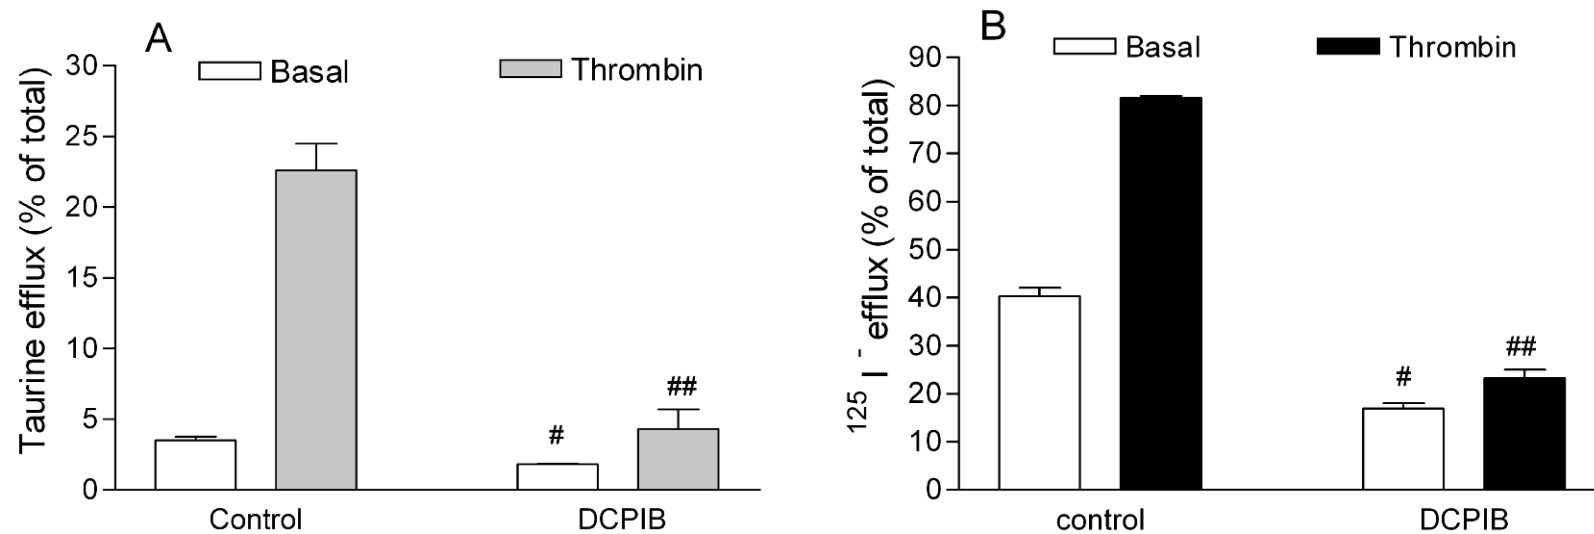 A
Basal
Thrombin
Taurine efflux (% of total)
30
25
20
15
10
5
0
#
##
Control
DCPIB
B
Basal
Thrombin
125 I - efflux (% of total)
90
80
70
60
50
40
30
20
10
0
#
##
control
DCPIB